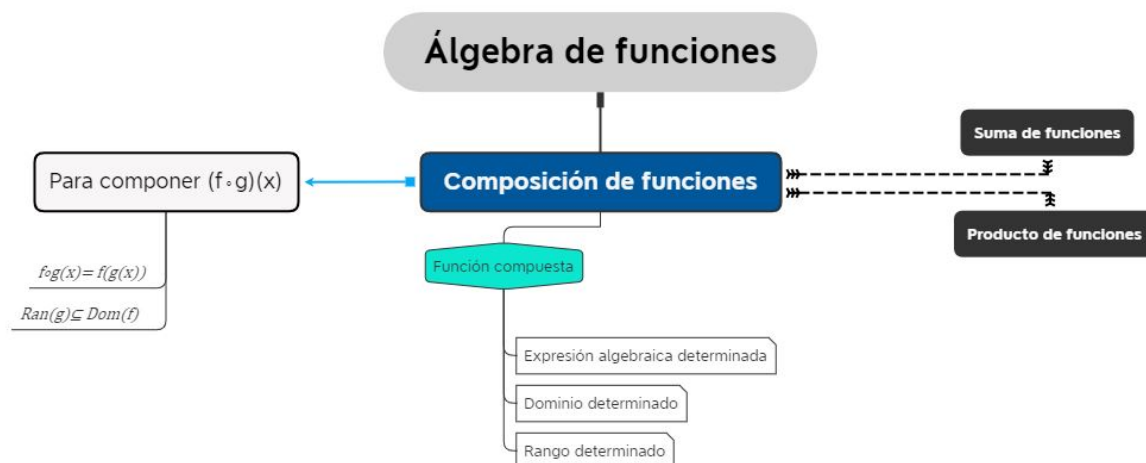 Álgebra de funciones
Suma de funciones
Para componer (f∘g)(x)
Composición de funciones
Producto de funciones
f∘g(x)= f(g(x))
Ran(g)⊆ Dom(f)
Función compuesta
Expresión algebraica determinada
Dominio determinado
Rango determinado